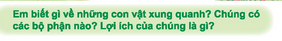 Em biết gì về những con vật xung quanh? Chúng có
các bộ phận nào? Lợi ích của chúng là gì?